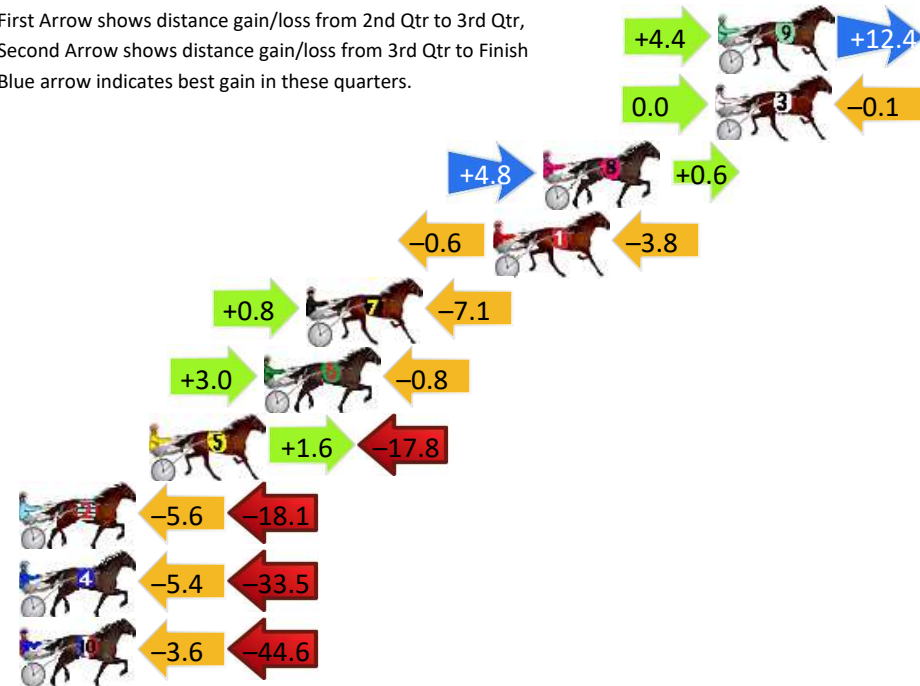 First Arrow shows distance gain/loss from 2nd Qtr to 3rd Qtr,
Second Arrow shows distance gain/loss from 3rd Qtr to Finish
Blue arrow indicates best gain in these quarters.
+4.4 9 +12.4
0.0 3 –0.1
+4.8 8 +0.6
–0.6 1 –3.8
+0.8 7 –7.1
+3.0 6 –0.8
5 +1.6 –17.8
2 –5.6 –18.1
4 –5.4 –33.5
10 –3.6 –44.6